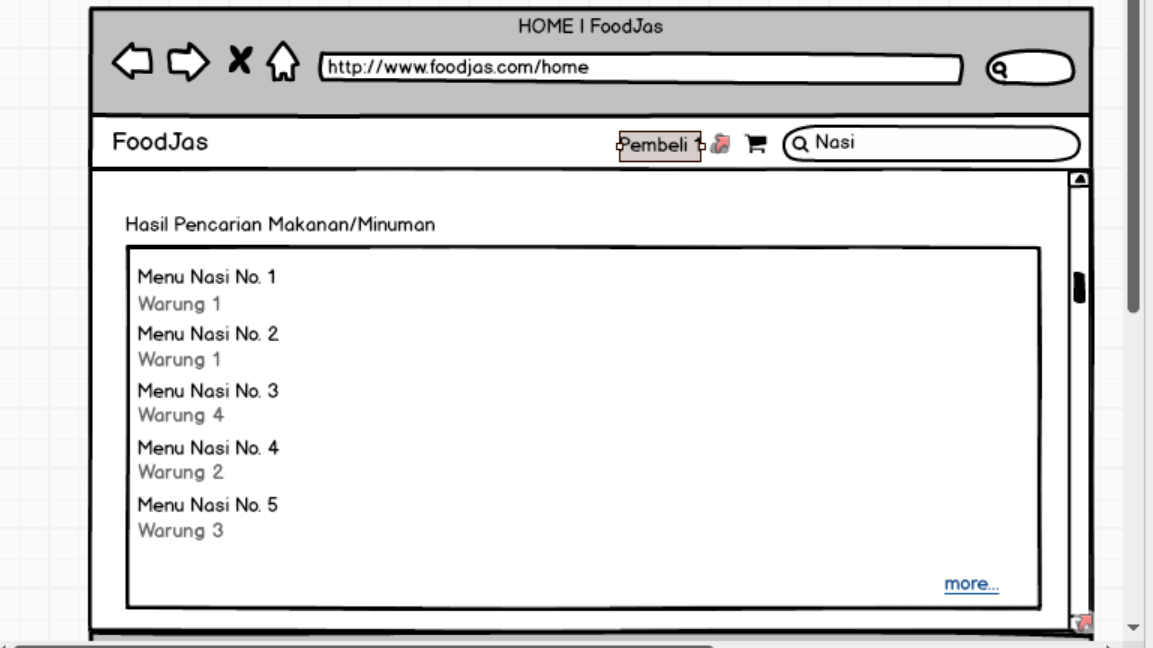 HOME | FoodJas
http://www.foodjas.com/home
FoodJas
Pembeli 1
Nasi
Hasil Pencarian Makanan/Minuman
Menu Nasi No. 1
Warung 1
Menu Nasi No. 2
Warung 1
Menu Nasi No. 3
Warung 4
Menu Nasi No. 4
Warung 2
Menu Nasi No. 5
Warung 3
more...